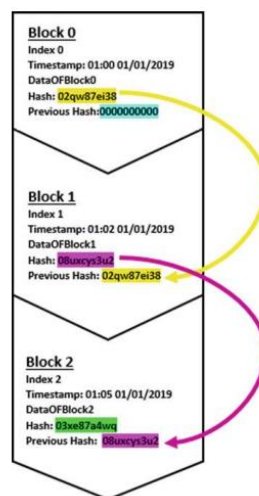 Block 0
Index 0
Timestamp: 01:00 01/01/2019
DataOFBlock0
Hash: 02qw87ei38
Previous Hash:0000000000
Block 1
Index 1
Timestamp: 01:02 01/01/2019
DataOFBlock1
Hash: 08uxcys3u2
Previous Hash: 02qw87ei38
Block 2
Index 2
Timestamp: 01:05 01/01/2019
DataOFBlock2
Hash: 03xe87a4wq
Previous Hash: 08uxcys3u2